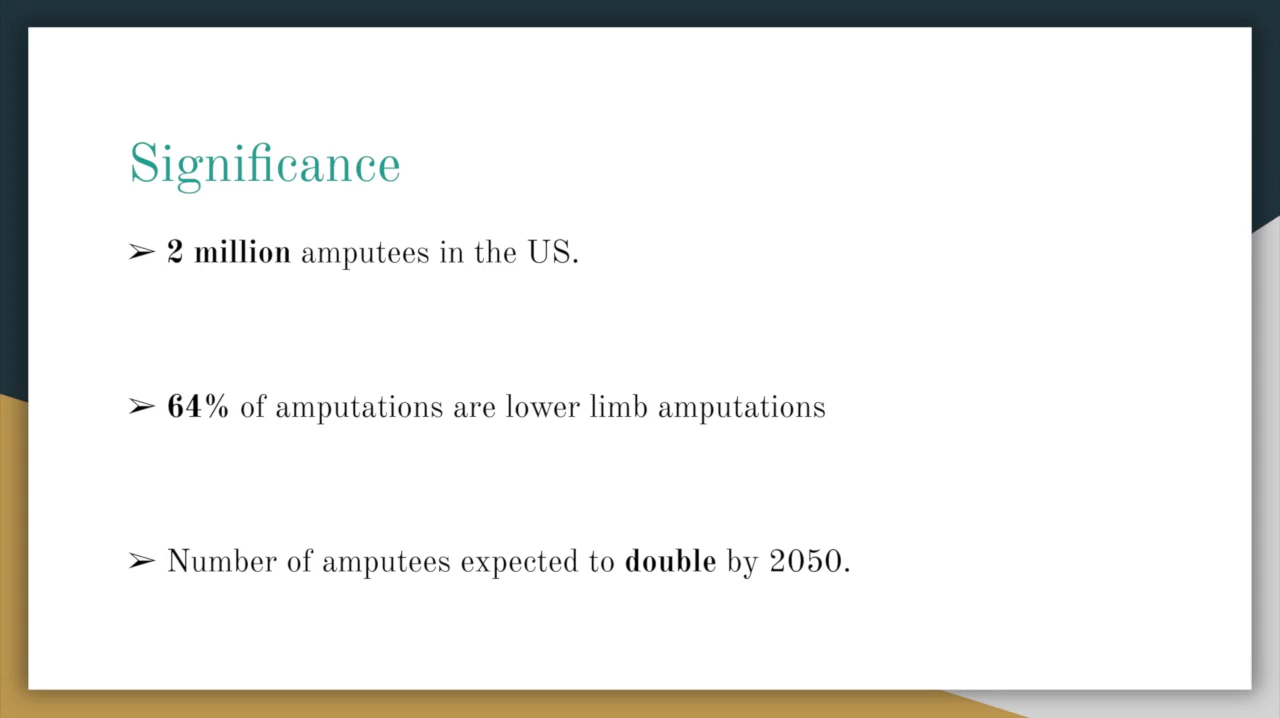 Significance
➢ 2 million amputees in the US.
➢ 64% of amputations are lower limb amputations
➢ Number of amputees expected to double by 2050.